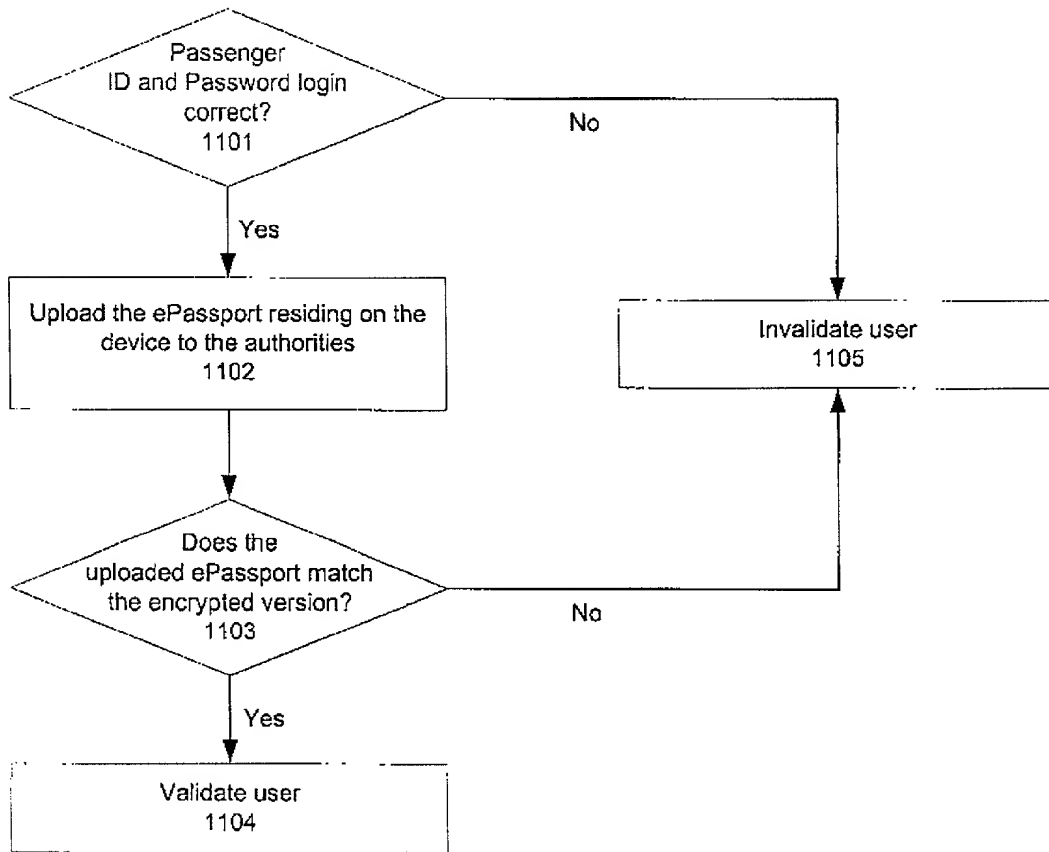 Passenger
ID and Password login
correct?
1101
No
Yes
Upload the ePassport residing on the
device to the authorities
1102
Invalidate user
1105
Does the
uploaded ePassport match
the encrypted version?
1103
No
Yes
Validate user
1104